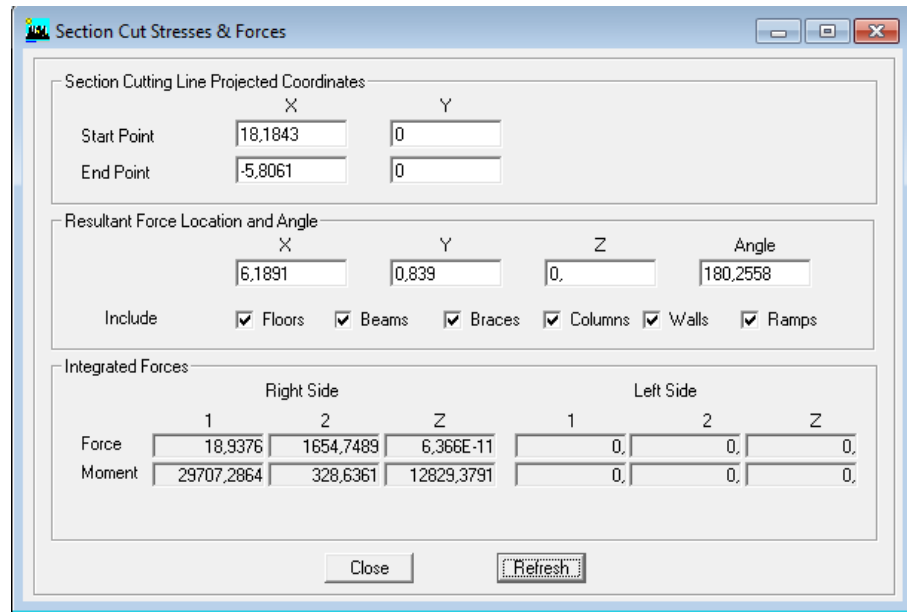 Section Cut Stresses & Forces
Section Cutting Line Projected Coordinates
X Y
Start Point 18,1843 0
End Point -5,8061 0
Resultant Force Location and Angle
X Y Z Angle
6,1891 0,839 0, 180,2558
Include Floors Beams Braces Columns Walls Ramps
Integrated Forces
Right Side Left Side
1 2 Z 1 2 Z
Force 18,9376 1654,7489 6,366E-11 0, 0, 0,
Moment 29707,2864 328,6361 12829,3791 0, 0, 0,
Close Refresh